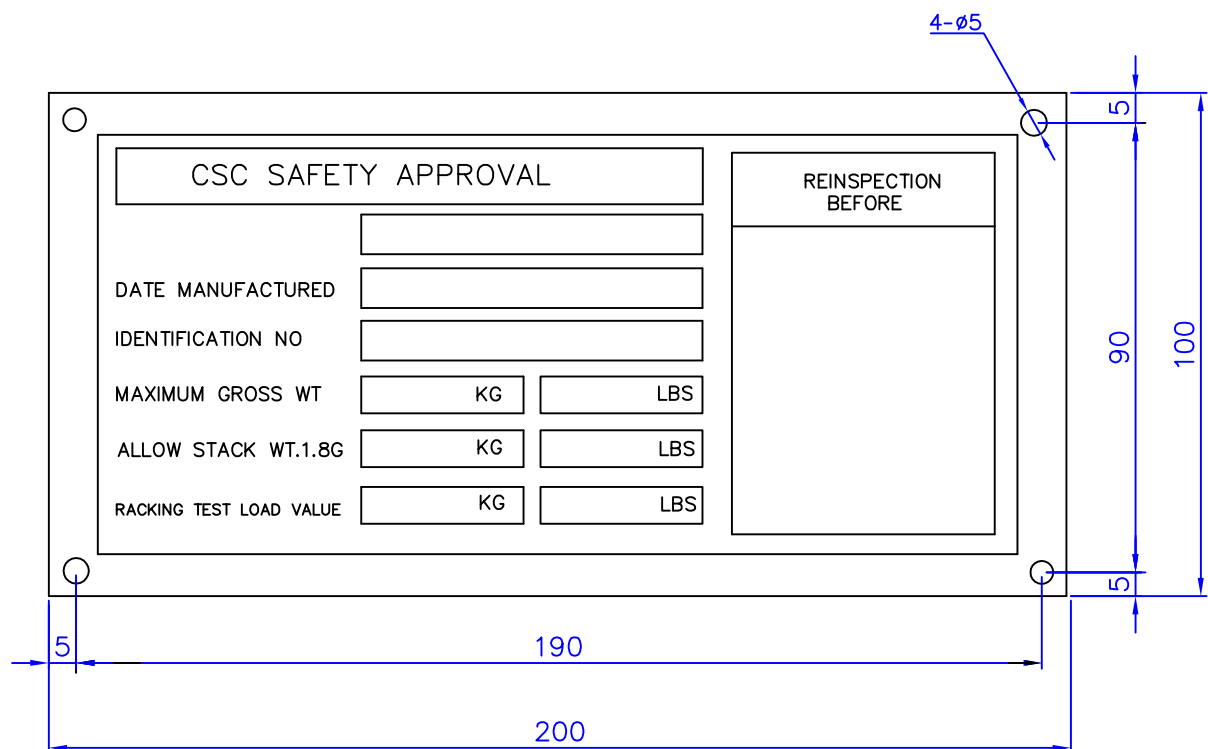 4-ø5
CSC SAFETY APPROVAL
REINSPECTION
BEFORE
DATE MANUFACTURED
IDENTIFICATION NO
MAXIMUM GROSS WT
KG
LBS
ALLOW STACK WT.1.8G
KG
LBS
RACKING TEST LOAD VALUE
KG
LBS
5
90
100
5
5
190
200